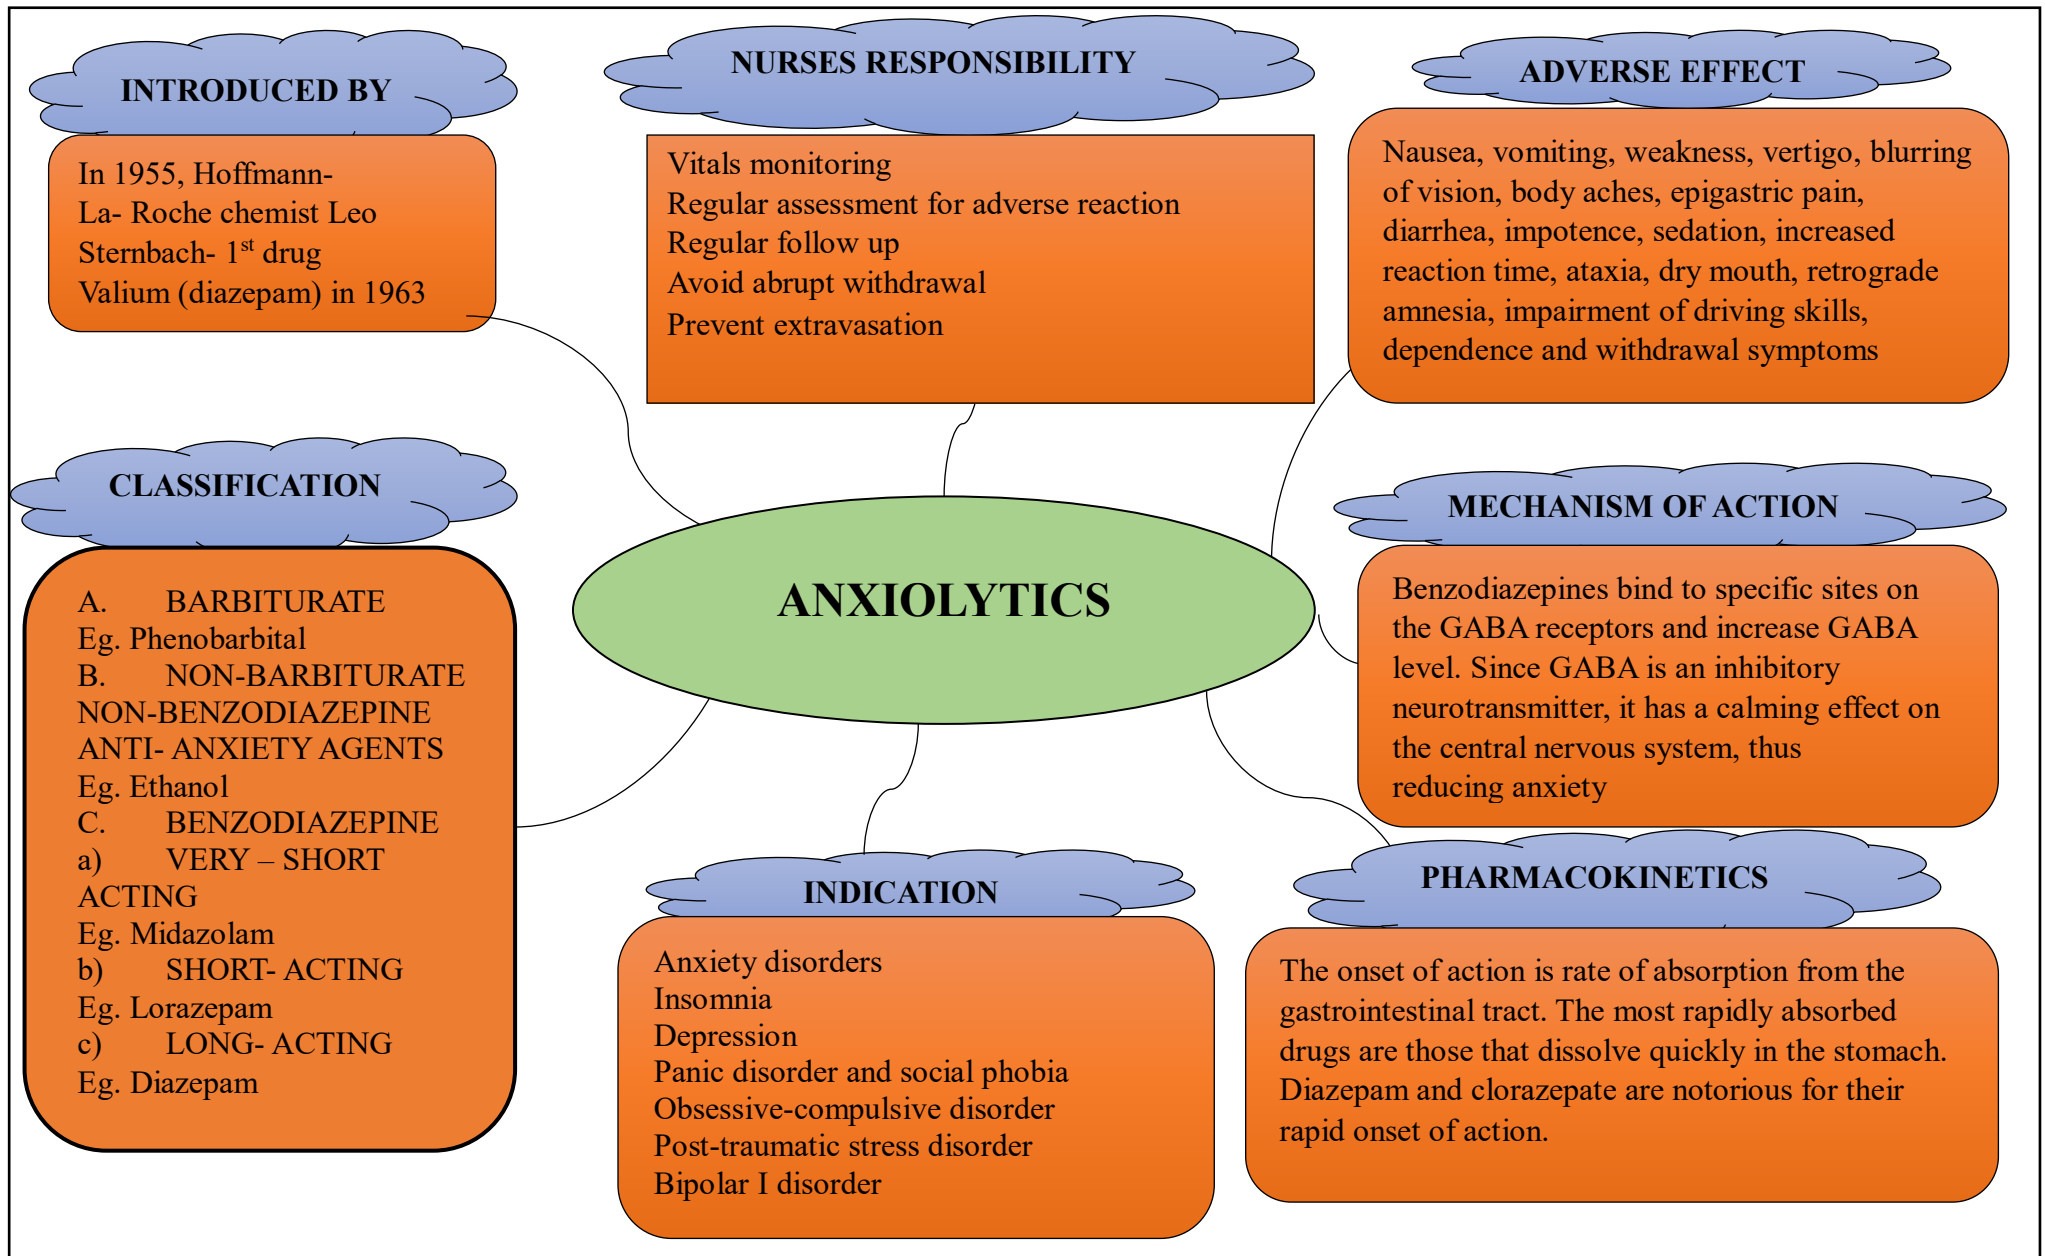 INTRODUCED BY
In 1955, Hoffmann-
La- Roche chemist Leo
Sternbach- 1st drug
Valium (diazepam) in 1963
NURSES RESPONSIBILITY
Vitals monitoring
Regular assessment for adverse reaction
Regular follow up
Avoid abrupt withdrawal
Prevent extravasation
ADVERSE EFFECT
Nausea, vomiting, weakness, vertigo, blurring
of vision, body aches, epigastric pain,
diarrhea, impotence, sedation, increased
reaction time, ataxia, dry mouth, retrograde
amnesia, impairment of driving skills,
dependence and withdrawal symptoms
CLASSIFICATION
A. BARBITURATE
Eg. Phenobarbital
B. NON-BARBITURATE
NON-BENZODIAZEPINE
ANTI- ANXIETY AGENTS
Eg. Ethanol
C. BENZODIAZEPINE
a) VERY – SHORT
ACTING
Eg. Midazolam
b) SHORT- ACTING
Eg. Lorazepam
c) LONG- ACTING
Eg. Diazepam
ANXIOLYTICS
MECHANISM OF ACTION
Benzodiazepines bind to specific sites on
the GABA receptors and increase GABA
level. Since GABA is an inhibitory
neurotransmitter, it has a calming effect on
the central nervous system, thus
reducing anxiety
INDICATION
Anxiety disorders
Insomnia
Depression
Panic disorder and social phobia
Obsessive-compulsive disorder
Post-traumatic stress disorder
Bipolar I disorder
PHARMACOKINETICS
The onset of action is rate of absorption from the
gastrointestinal tract. The most rapidly absorbed
drugs are those that dissolve quickly in the stomach.
Diazepam and clorazepate are notorious for their
rapid onset of action.